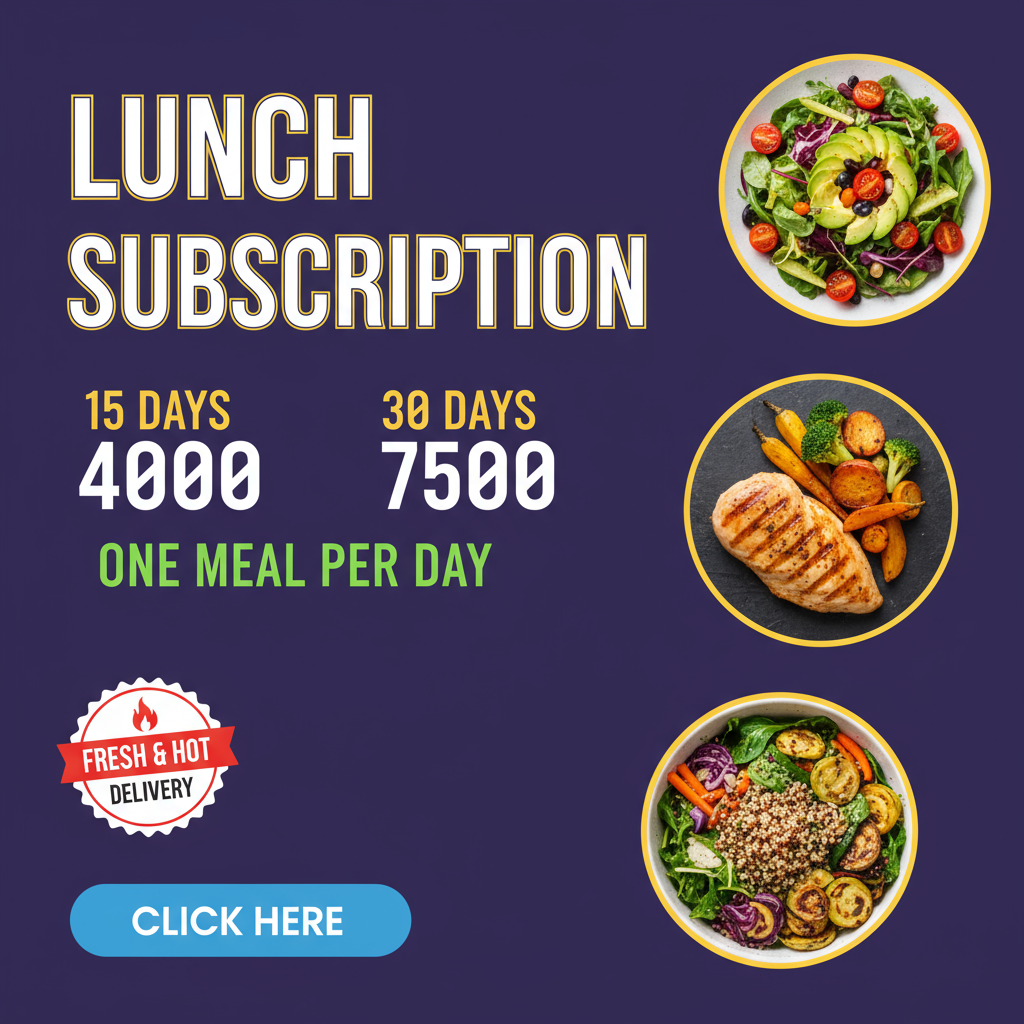 LUNCH
SUBSCRIPTION
15 DAYS
4000
30 DAYS
7500
ONE MEAL PER DAY
FRESH & HOT
DELIVERY
CLICK HERE